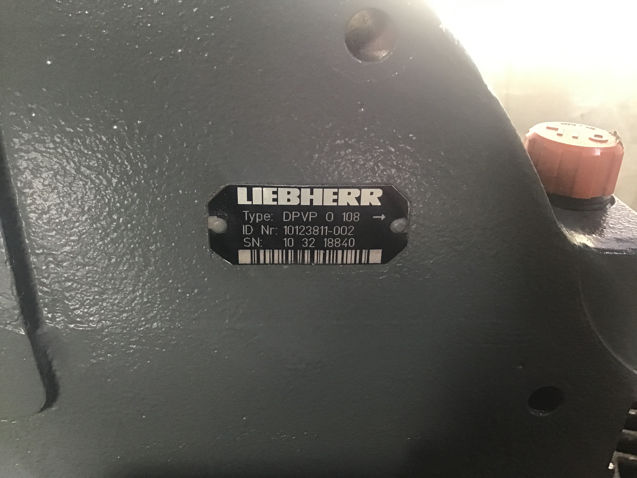 LIEBHERR
Type: DPVP O 108 →
ID Nr: 10123811-002
SN: 10 32 18840